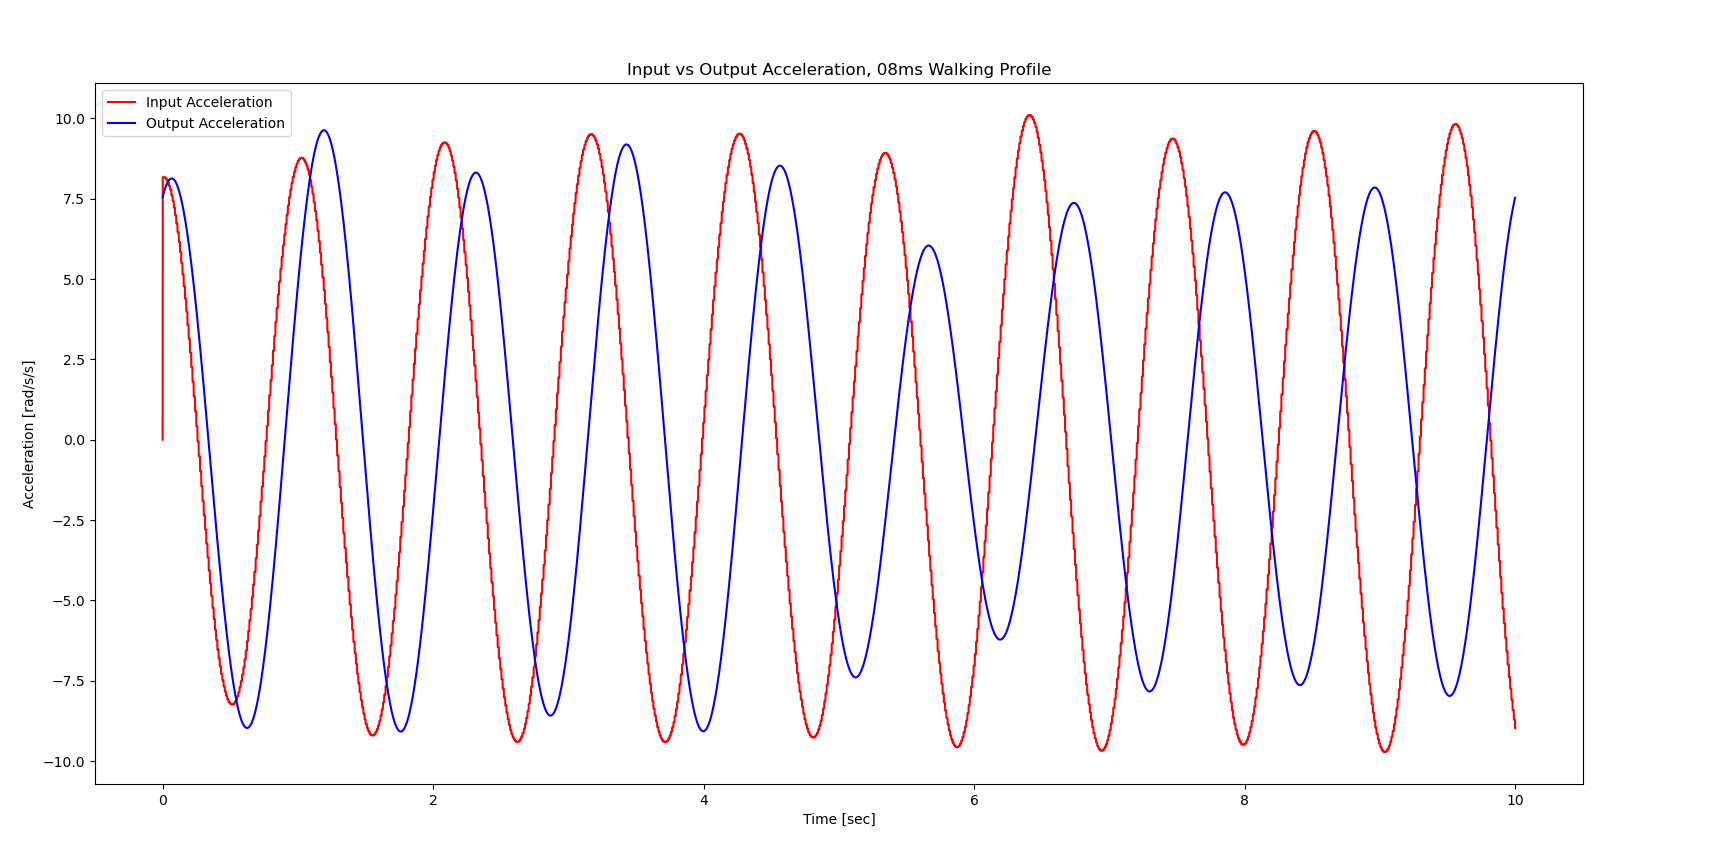 Input vs Output Acceleration, 08ms Walking Profile
Input Acceleration
Output Acceleration
10.0
7.5
5.0
2.5
0.0
−2.5
−5.0
−7.5
−10.0
Acceleration [rad/s/s]
0 2 4 6 8 10
Time [sec]